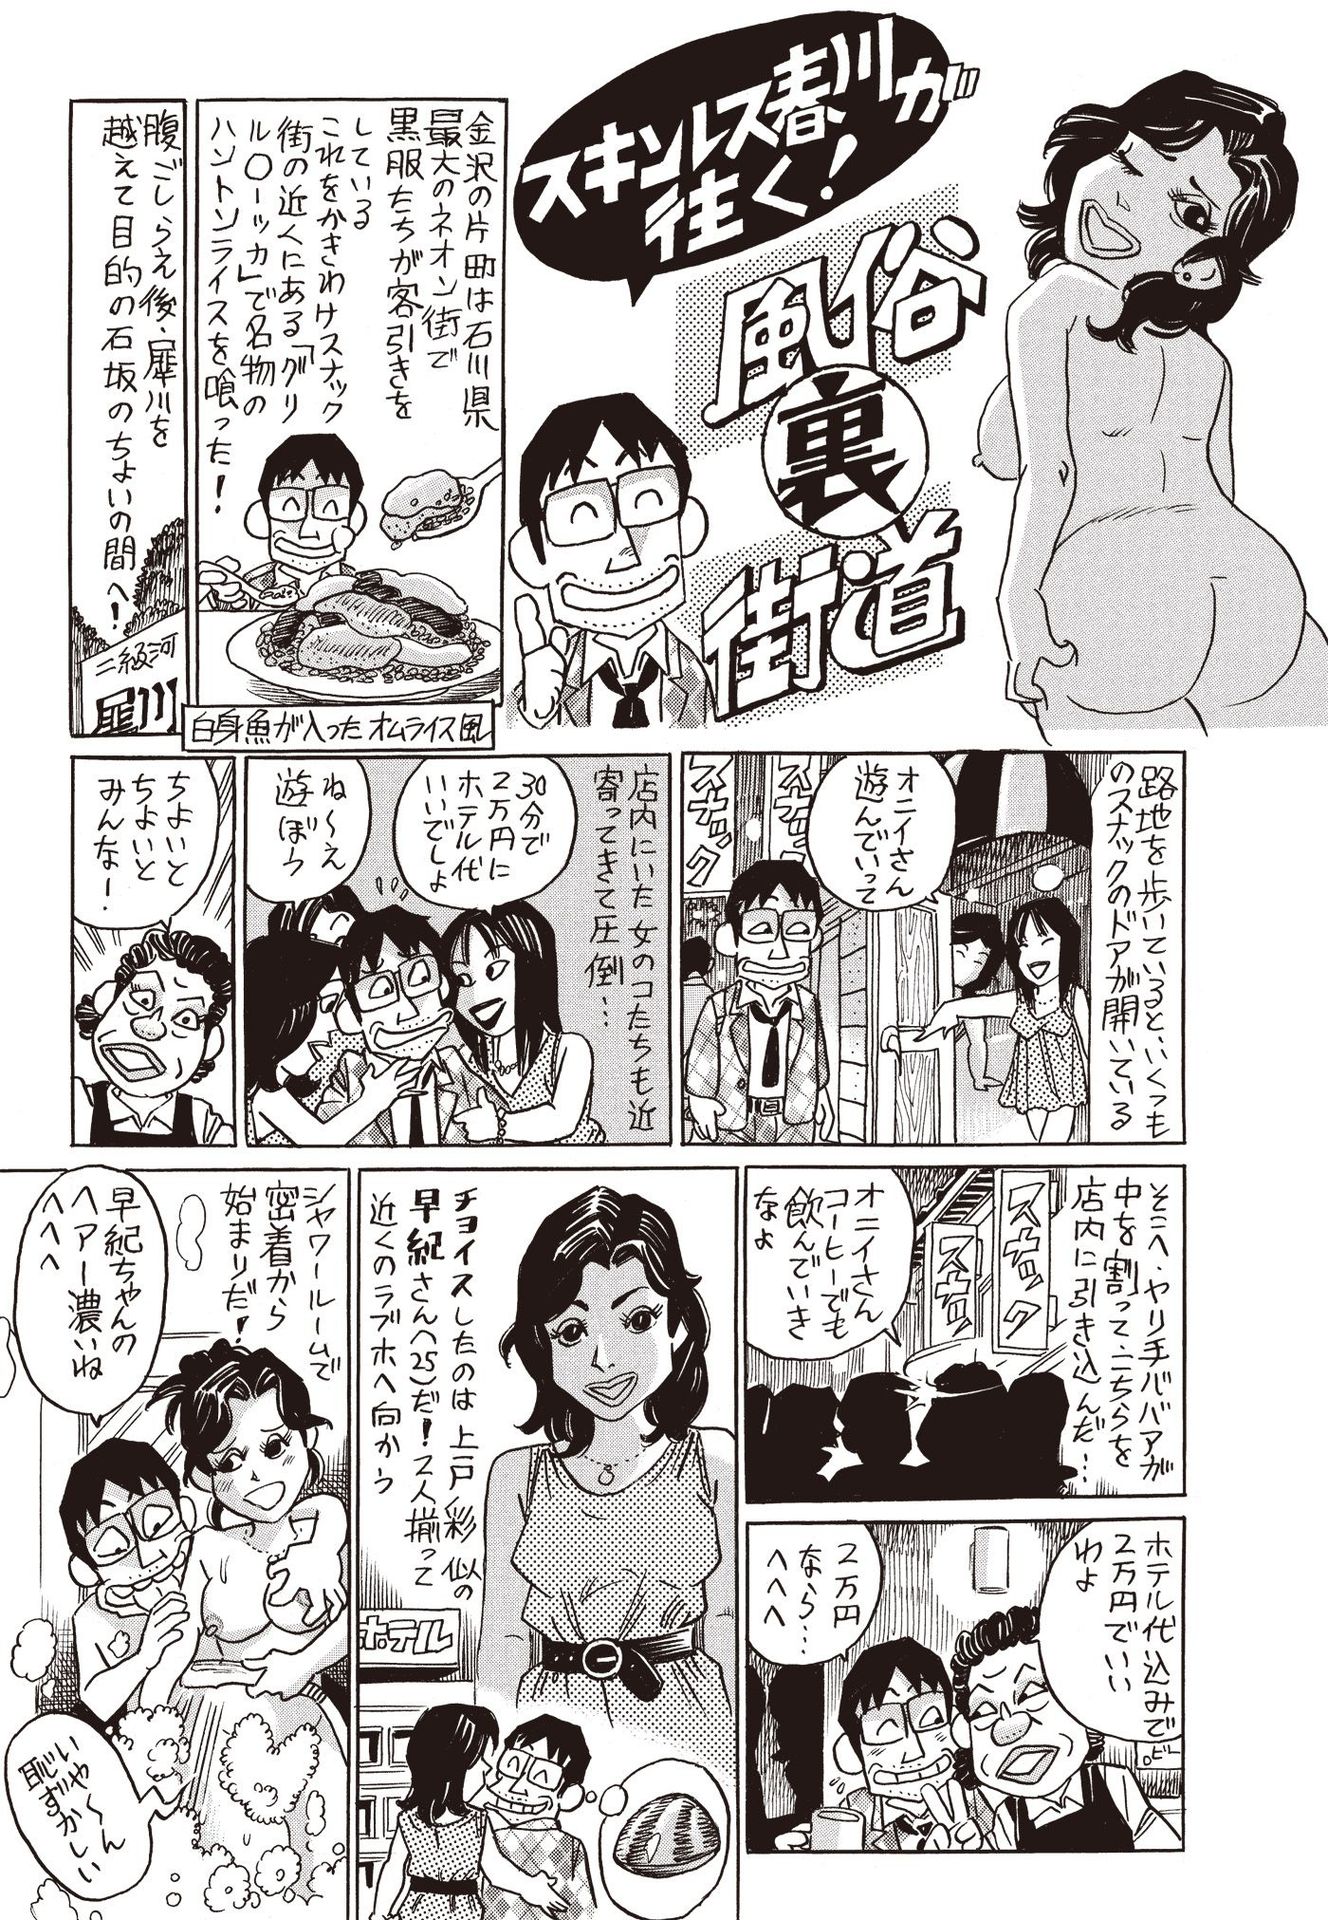 スキンレス春川が
往く!
風俗
裏
街道
金沢の片町は石川県
最大のネオン街で
黒服たちが客引きを
している
これをかきわけスナック
街の近くにある「グリ
ル〇ーッカ」で名物の
ハントンライスを喰った!
白身魚が入ったオムライス風
腹ごしらえ後・犀川を
越えて目的の石坂のちょいの間へ!
二級河
犀川
路地を歩いていると、いくつも
のスナックのドアが開いている
スナック
スナック
オニイさん
遊んでいって
店内にいた女のコたちも近
寄ってきて圧倒…
30分で
2万円に
ホテル代
いいでしょ
ね〜え
遊ぼう
ちょいと
ちょいと
みんな!
そこへ・ヤリ手ババアが
中を割って、こちらを
店内に引き込んだ…
スナック
スナック
オニイさん
コーヒーでも
飲んでいき
なよ
ホテル代込みで。
2万円でいい
わよ
2万円
なら…
へへへ
チョイスしたのは上戸彩似の
早紀さん(25)だ!2人揃って
近くのラブホへ向かう
ホテル
シャワールームで
密着から
始まりだ!
早紀ちゃんの
ヘアー濃いね
へへへ
いや〜ん
恥ずかしい